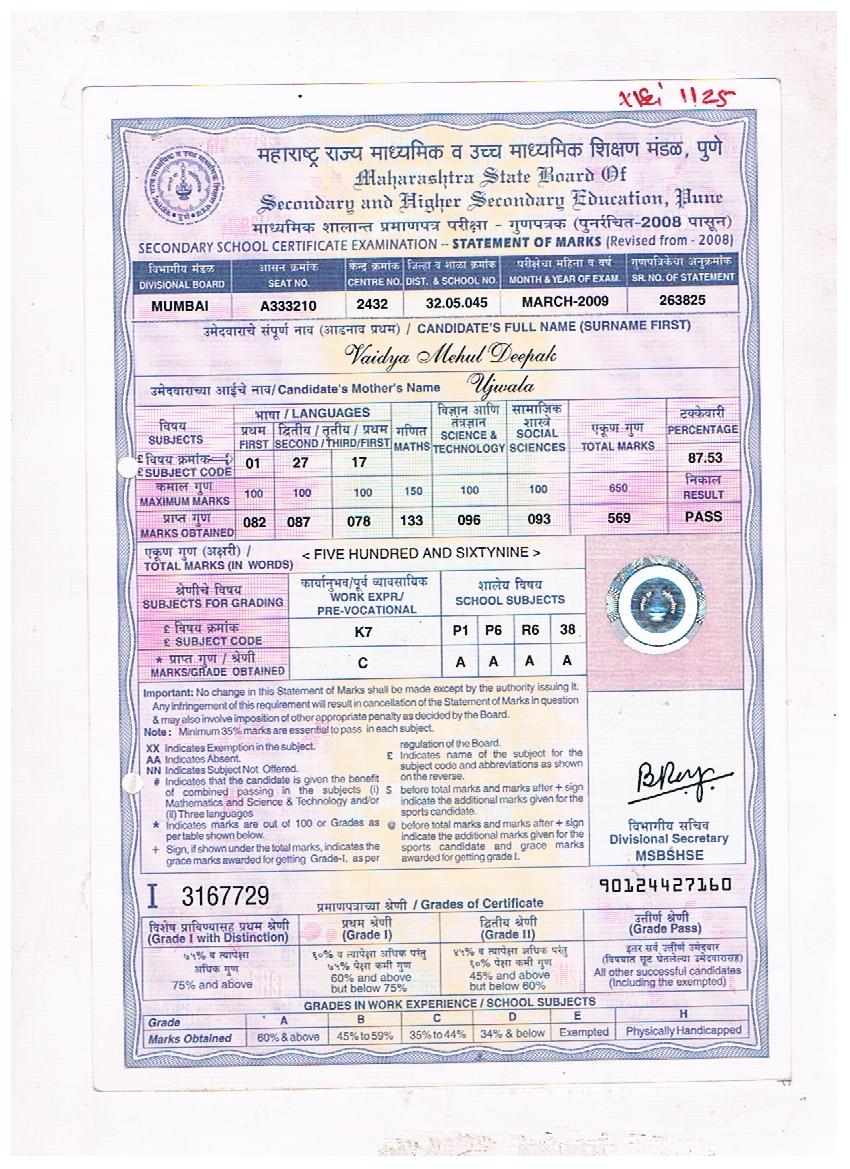 1125
महाराष्ट्र राज्य माध्यमिक व उच्च माध्यमिक शिक्षण मंडळ, पुणे
Maharashtra State Board Of
Secondary and Higher Secondary Education, Pune
माध्यमिक शालान्त प्रमाणपत्र परीक्षा - गुणपत्रक (पुनर्रचित-2008 पासून)
SECONDARY SCHOOL CERTIFICATE EXAMINATION -- STATEMENT OF MARKS (Revised from - 2008)
विभागीय मंडळ आसन क्रमांक केन्द्र क्रमांक जिल्हा व शाळा क्रमांक परीक्षेचा महिना व वर्ष गुणपत्रिकेचा अनुक्रमांक
DIVISIONAL BOARD SEAT NO. CENTRE NO. DIST. & SCHOOL NO. MONTH & YEAR OF EXAM. SR. NO. OF STATEMENT
MUMBAI A333210 2432 32.05.045 MARCH-2009 263825
उमेदवाराचे संपूर्ण नाव (आडनाव प्रथम) / CANDIDATE'S FULL NAME (SURNAME FIRST)
Vaidya Mehul Deepak
उमेदवाराच्या आईचे नाव/ Candidate's Mother's Name Ujwala
विषय
SUBJECTS
भाषा / LANGUAGES
प्रथम द्वितीय / तृतीय / प्रथम
FIRST SECOND / THIRD/FIRST
गणित
MATHS
विज्ञान आणि
तंत्रज्ञान
SCIENCE &
TECHNOLOGY
सामाजिक
शास्त्रे
SOCIAL
SCIENCES
एकूण गुण
TOTAL MARKS
टक्केवारी
PERCENTAGE
£ विषय क्रमांक
£ SUBJECT CODE 01 27 17 87.53
कमाल गुण
MAXIMUM MARKS 100 100 100 150 100 100 650
निकाल
RESULT
प्राप्त गुण
MARKS OBTAINED 082 087 078 133 096 093 569 PASS
एकूण गुण (अक्षरी) /
TOTAL MARKS (IN WORDS) < FIVE HUNDRED AND SIXTYNINE >
श्रेणीचे विषय
SUBJECTS FOR GRADING
कार्यानुभव/पूर्व व्यावसायिक
WORK EXPR./
PRE-VOCATIONAL
शालेय विषय
SCHOOL SUBJECTS
£ विषय क्रमांक
£ SUBJECT CODE K7 P1 P6 R6 38
* प्राप्त गुण / श्रेणी
MARKS/GRADE OBTAINED C A A A A
Important: No change in this Statement of Marks shall be made except by the authority issuing it.
Any infringement of this requirement will result in cancellation of the Statement of Marks in question
& may also involve imposition of other appropriate penalty as decided by the Board.
Note : Minimum 35% marks are essential to pass in each subject.
XX Indicates Exemption in the subject.
AA Indicates Absent.
NN Indicates Subject Not Offered.
# Indicates that the candidate is given the benefit
of combined passing in the subjects (i)
Mathematics and Science & Technology and/or
(ii) Three languages
* Indicates marks are out of 100 or Grades as
per table shown below.
+ Sign, if shown under the total marks, indicates the
grace marks awarded for getting Grade-I. as per
regulation of the Board.
£ Indicates name of the subject for the
subject code and abbreviations as shown
on the reverse.
$ before total marks and marks after + sign
indicate the additional marks given for the
sports candidate.
@ before total marks and marks after + sign
indicate the additional marks given for the
sports candidate and grace marks
awarded for getting grade I.
विभागीय सचिव
Divisional Secretary
MSBSHSE
I 3167729
90124427160
प्रमाणपत्राच्या श्रेणी / Grades of Certificate
विशेष प्राविण्यासह प्रथम श्रेणी
(Grade I with Distinction)
प्रथम श्रेणी
(Grade I)
द्वितीय श्रेणी
(Grade II)
उत्तीर्ण श्रेणी
(Grade Pass)
७५% व त्यापेक्षा
अधिक गुण
75% and above
६०% व त्यापेक्षा अधिक परंतु
७५% पेक्षा कमी गुण
60% and above
but below 75%
४५% व त्यापेक्षा अधिक परंतु
६०% पेक्षा कमी गुण
45% and above
but below 60%
इतर सर्व उत्तीर्ण उमेदवार
(विषयात सूट घेतलेल्या उमेदवारासह)
All other successful candidates
(Including the exempted)
GRADES IN WORK EXPERIENCE / SCHOOL SUBJECTS
Grade A B C D E H
Marks Obtained 60% & above 45% to 59% 35% to 44% 34% & below Exempted Physically Handicapped